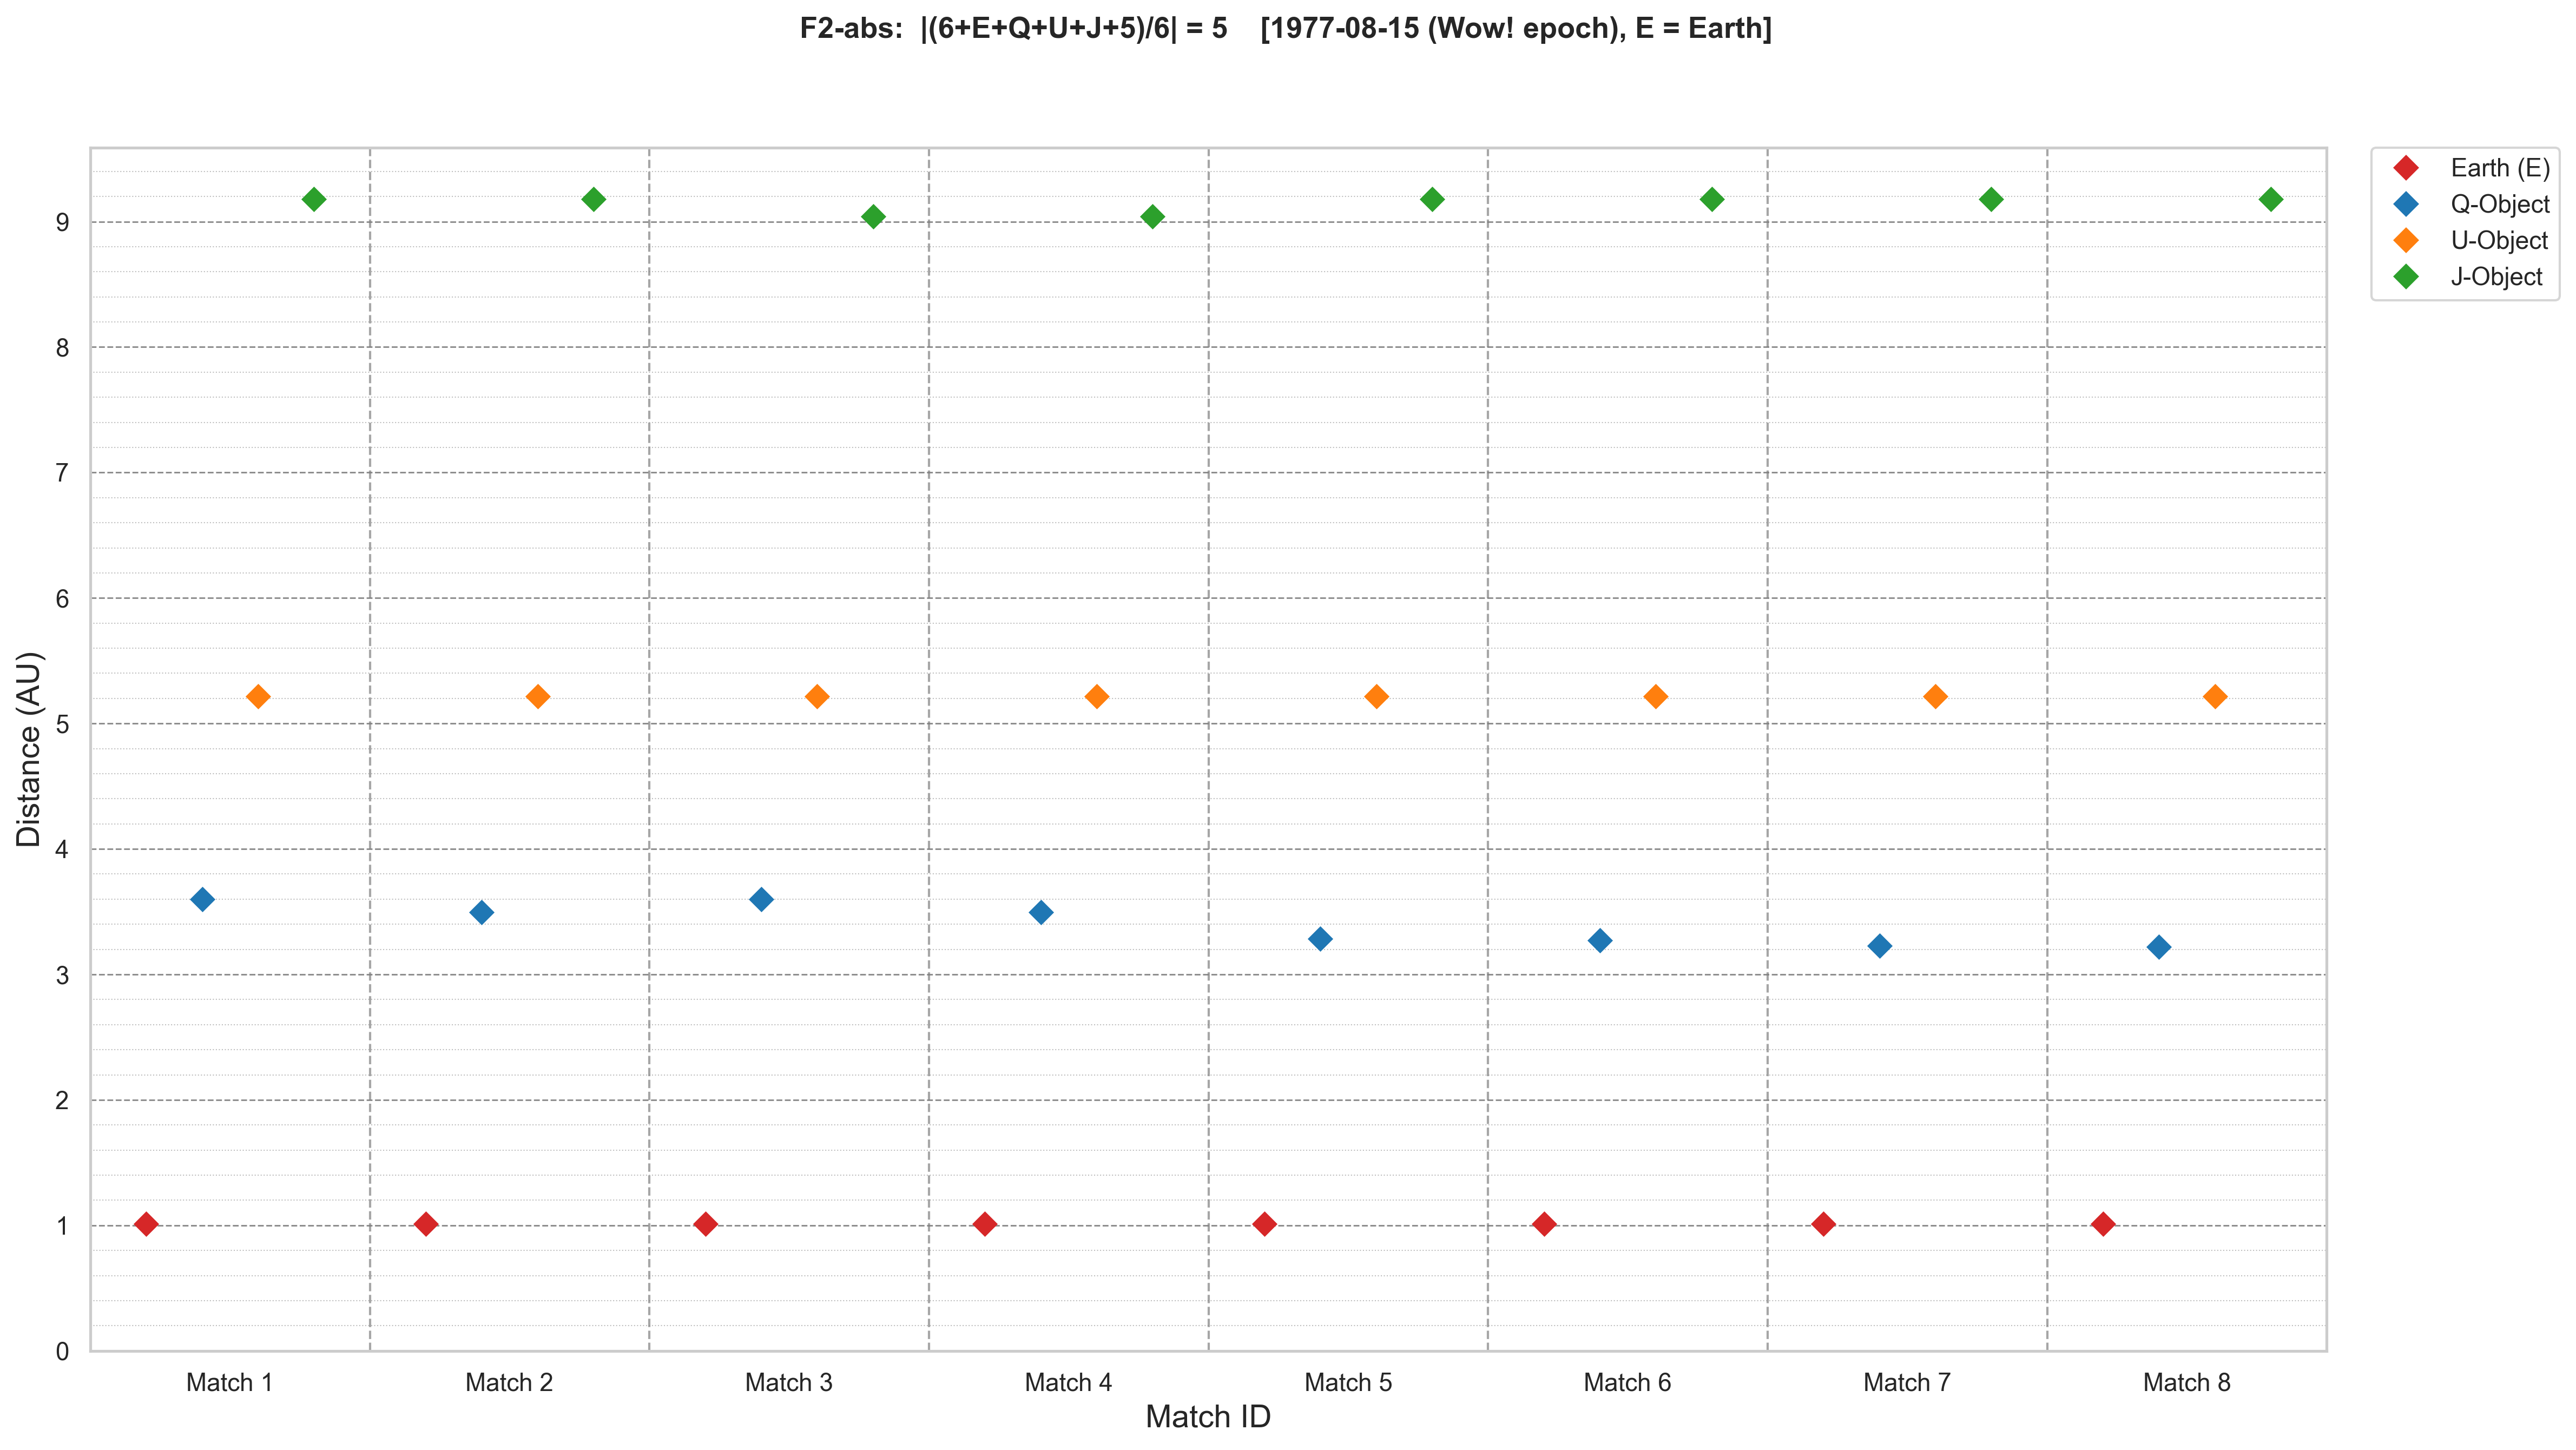 F2-abs:  |(6+E+Q+U+J+5)/6| = 5    [1977-08-15 (Wow! epoch), E = Earth]
Earth (E)
Q-Object
U-Object
J-Object
Distance (AU)
9
8
7
6
5
4
3
2
1
0
Match 1
Match 2
Match 3
Match 4
Match 5
Match 6
Match 7
Match 8
Match ID